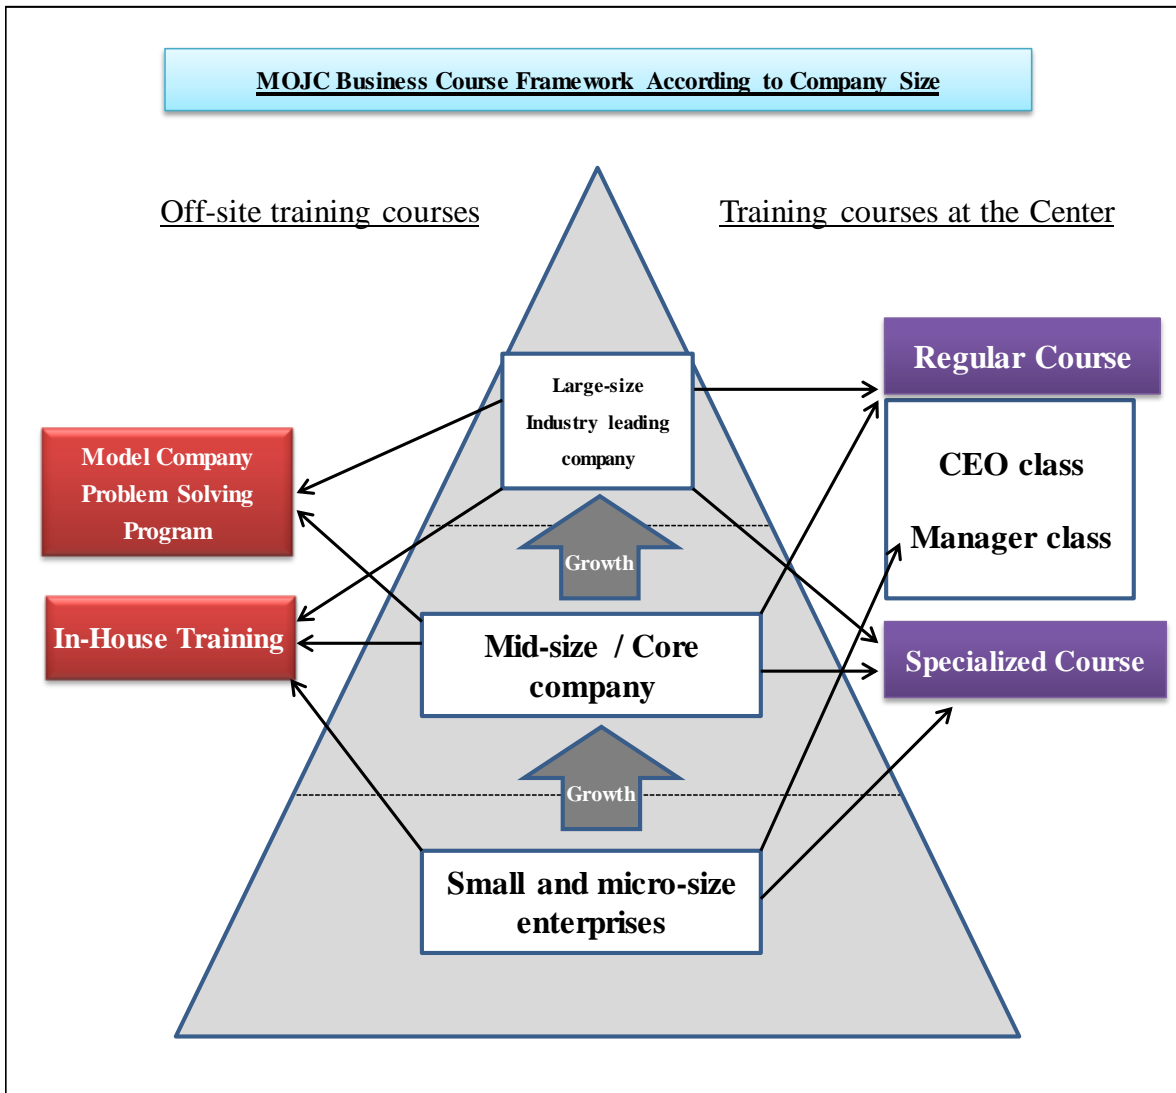 MOJC Business Course Framework According to Company Size
Off-site training courses
Training courses at the Center
Large-size
Industry leading
company
Regular Course
CEO class
Manager class
Model Company
Problem Solving
Program
Growth
In-House Training
Mid-size / Core
company
Specialized Course
Growth
Small and micro-size
enterprises